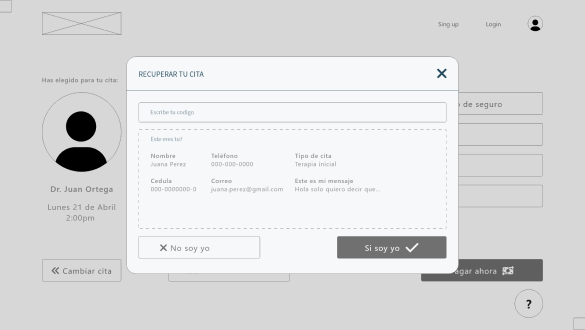 Sing up
Login
RECUPERAR TU CITA
Has elegido para tu cita:
Escribe tu codigo
de seguro
Este eres tu?
Nombre
Teléfono
Tipo de cita
Juana Perez
000-000-0000
Terapia inicial
Cedula
Correo
Este es mi mensaje
000-0000000-0
juana.perez@gmail.com
Hola solo quiero decir que...
Dr. Juan Ortega
Lunes 21 de Abril
2:00pm
No soy yo
Si soy yo
Cambiar cita
agar ahora
?